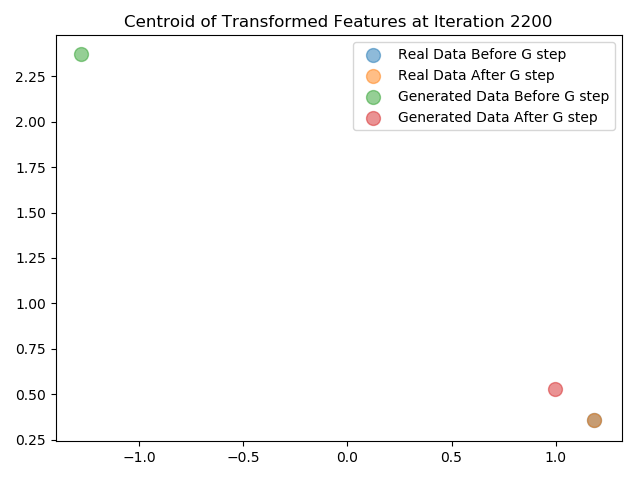 Centroid of Transformed Features at Iteration 2200
Real Data Before G step
Real Data After G step
Generated Data Before G step
Generated Data After G step
2.25
2.00
1.75
1.50
1.25
1.00
0.75
0.50
0.25
−1.0 −0.5 0.0 0.5 1.0